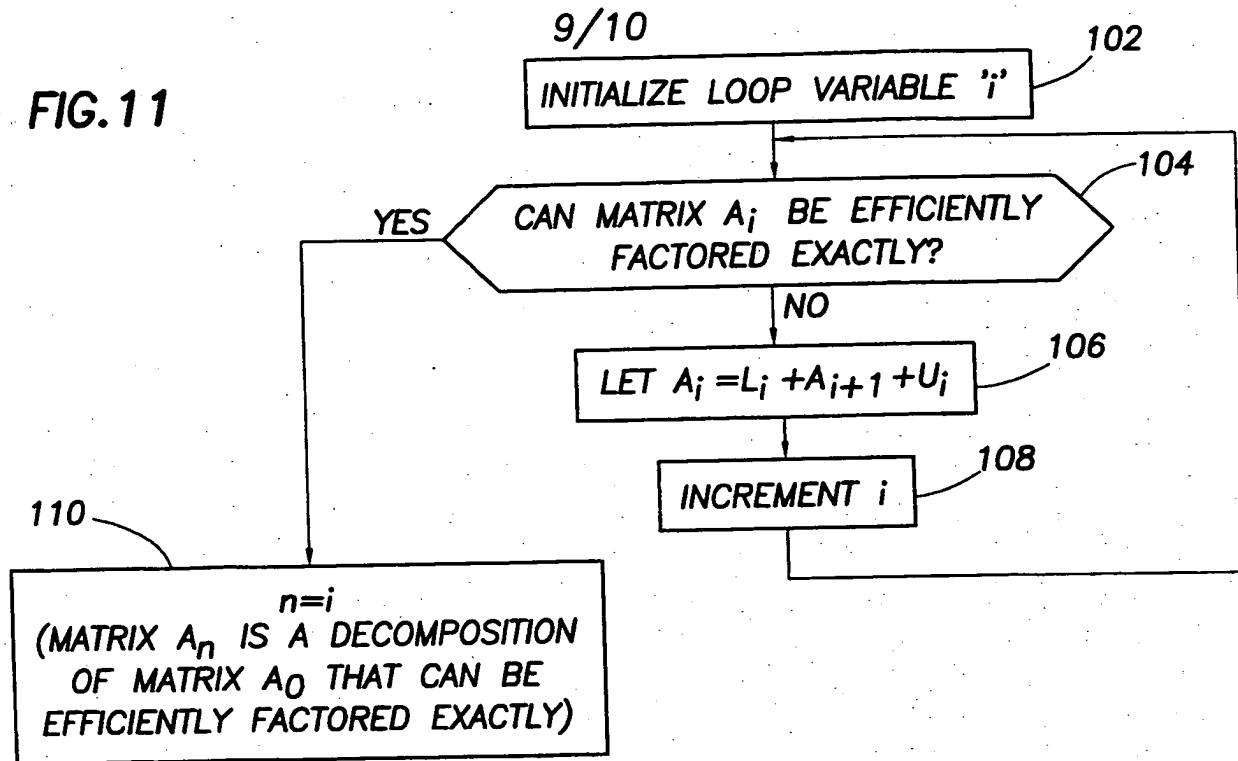 9/10
FIG.11
INITIALIZE LOOP VARIABLE 'i'
102
CAN MATRIX Ai BE EFFICIENTLY
FACTORED EXACTLY?
104
YES
NO
LET Ai =Li +Ai+1 +Ui
106
INCREMENT i
108
110
n=i
(MATRIX An IS A DECOMPOSITION
OF MATRIX A0 THAT CAN BE
EFFICIENTLY FACTORED EXACTLY)